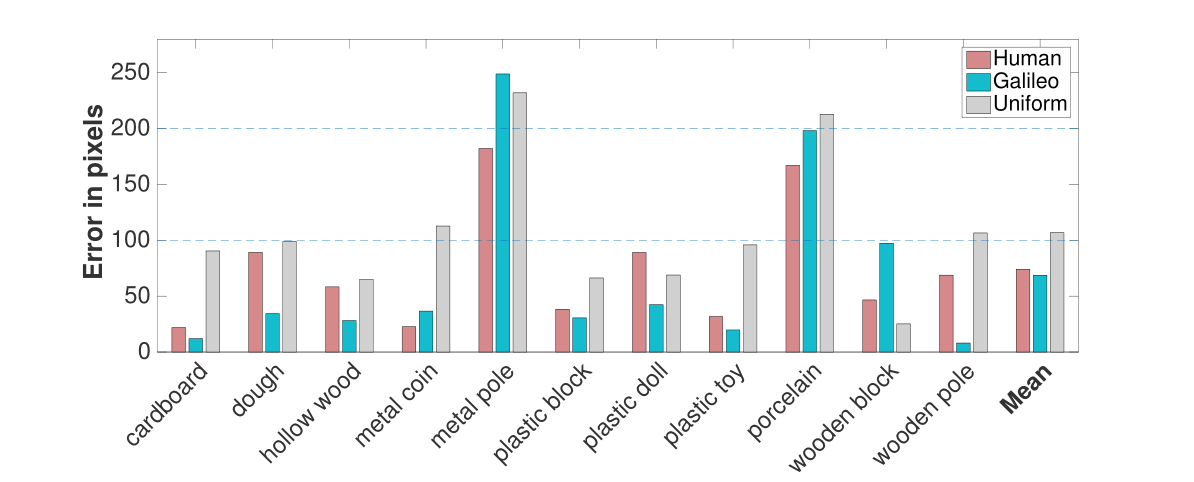 Error in pixels
250
200
150
100
50
0
Human
Galileo
Uniform
cardboard
dough
hollow wood
metal coin
metal pole
plastic block
plastic doll
plastic toy
porcelain
wooden block
wooden pole
Mean